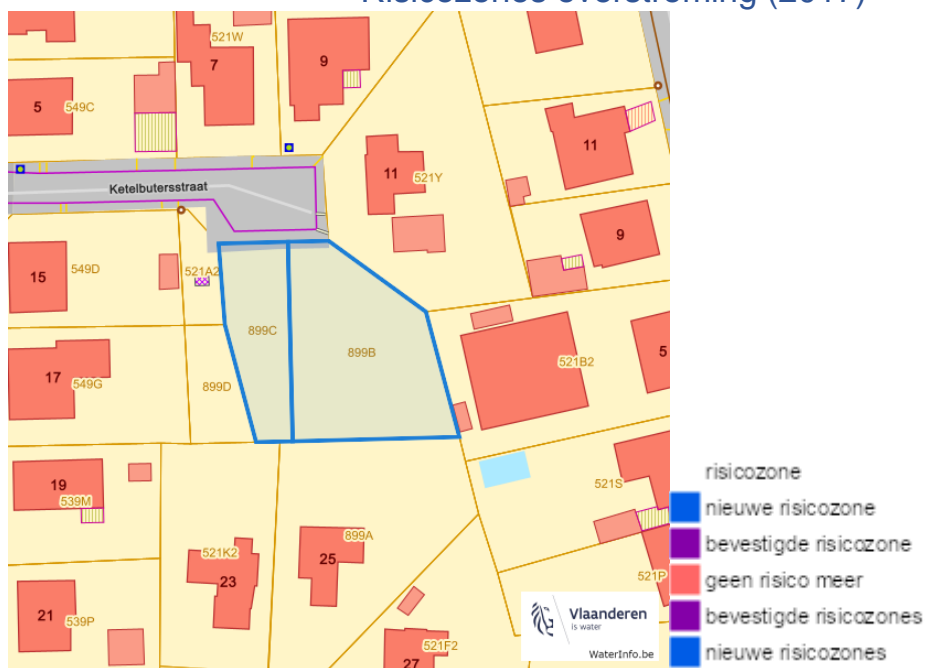 521W
7
9
5
549C
11
521Y
11
Ketelbutersstraat
9
15
549D
521A2
899C
899B
521B2
5
17
549G
899D
19
539M
521S
899A
521K2
25
23
521P
21
539P
521F2
27
Vlaanderen
is water
WaterInfo.be
risicozone
nieuwe risicozone
bevestigde risicozone
geen risico meer
bevestigde risicozones
nieuwe risicozones